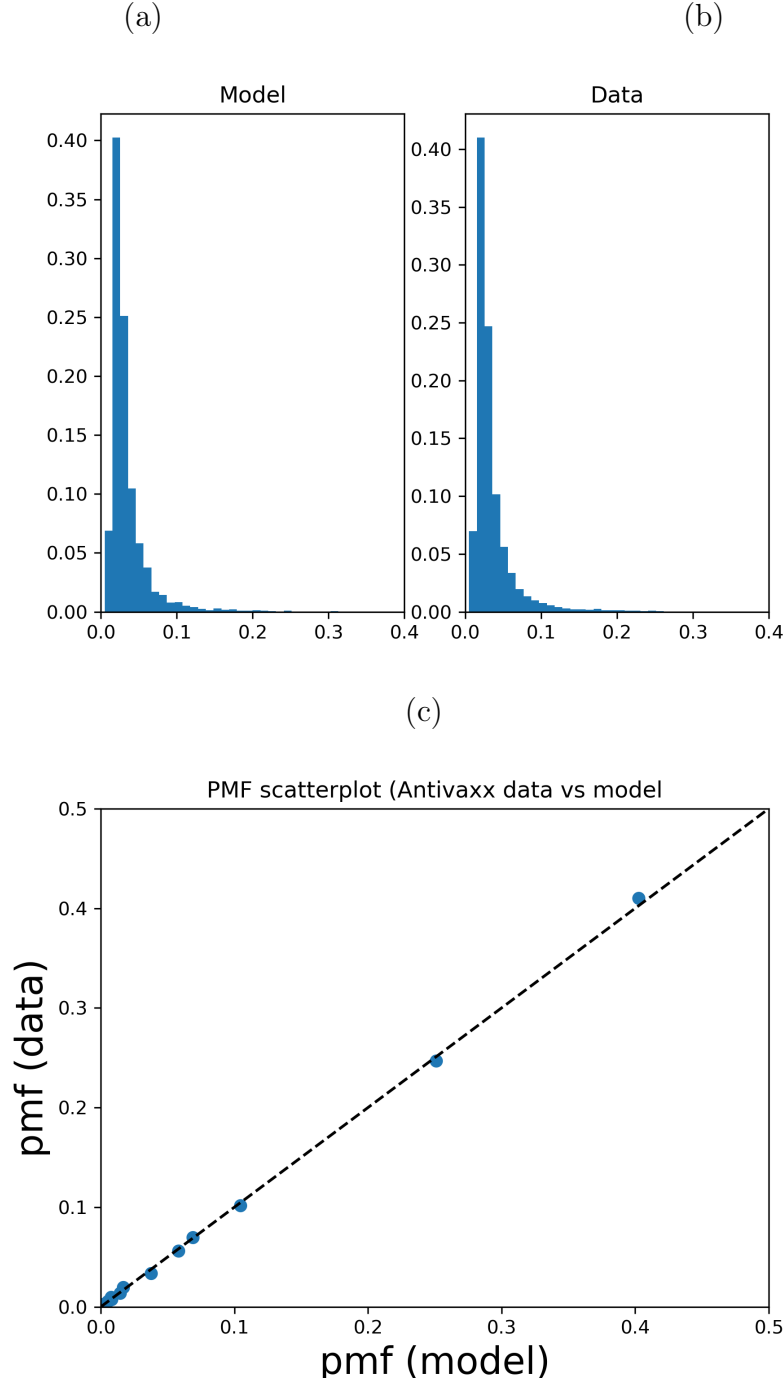 (a)
(b)
Model
Data
0.40
0.35
0.30
0.25
0.20
0.15
0.10
0.05
0.00
0.0 0.1 0.2 0.3 0.4
0.40
0.35
0.30
0.25
0.20
0.15
0.10
0.05
0.00
0.0 0.1 0.2 0.3 0.4
(c)
PMF scatterplot (Antivaxx data vs model
0.5
0.4
0.3
0.2
0.1
0.0
pmf (data)
0.0 0.1 0.2 0.3 0.4 0.5
pmf (model)